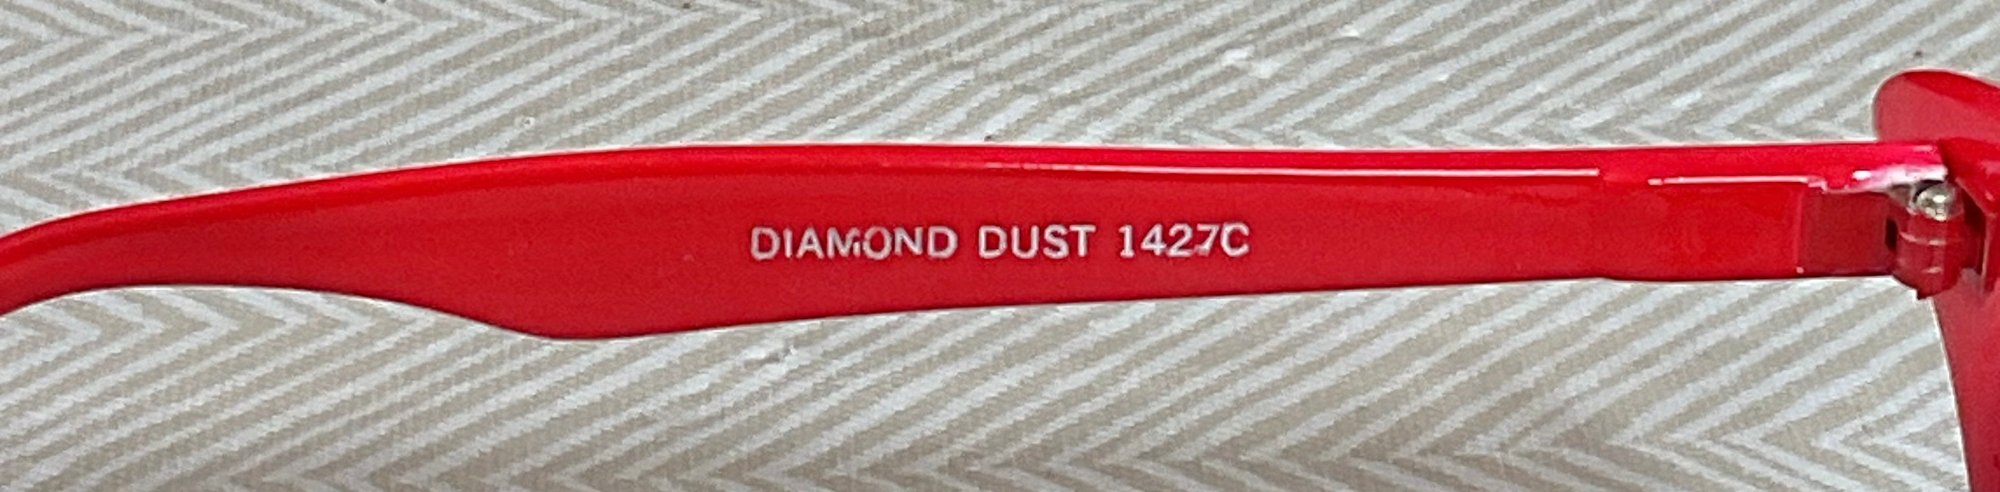 DIAMOND DUST 1427C